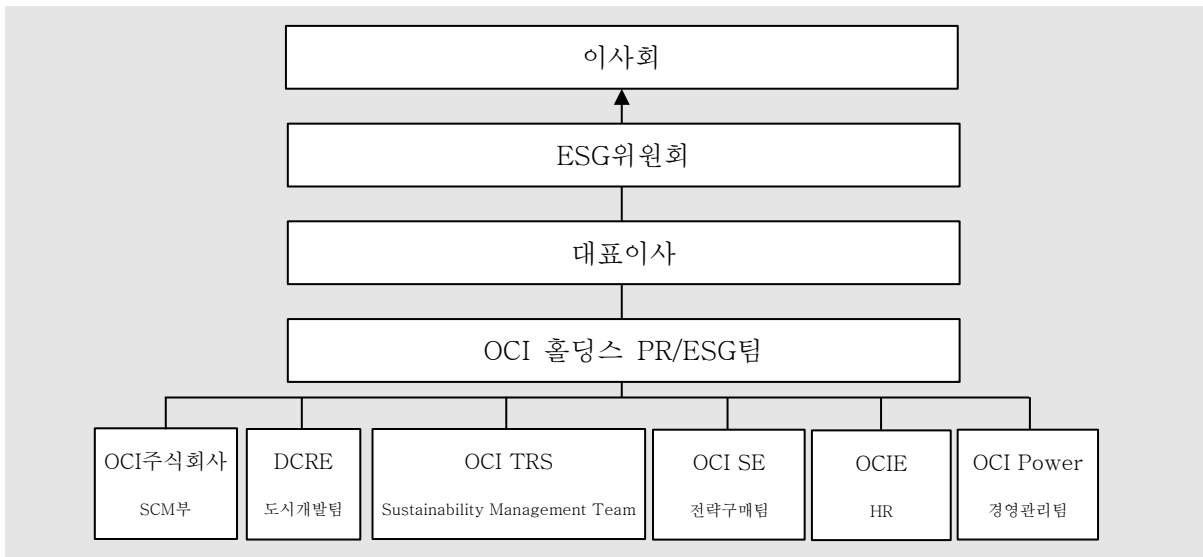 이사회
ESG위원회
대표이사
OCI 홀딩스 PR/ESG팀
OCI주식회사
SCM부
DCRE
도시개발팀
OCI TRS
Sustainability Management Team
OCI SE
전략구매팀
OCIE
HR
OCI Power
경영관리팀